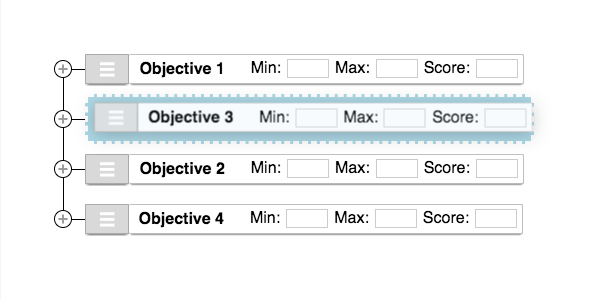 Objective 1 Min: Max: Score:
Objective 3 Min: Max: Score:
Objective 2 Min: Max: Score:
Objective 4 Min: Max: Score: